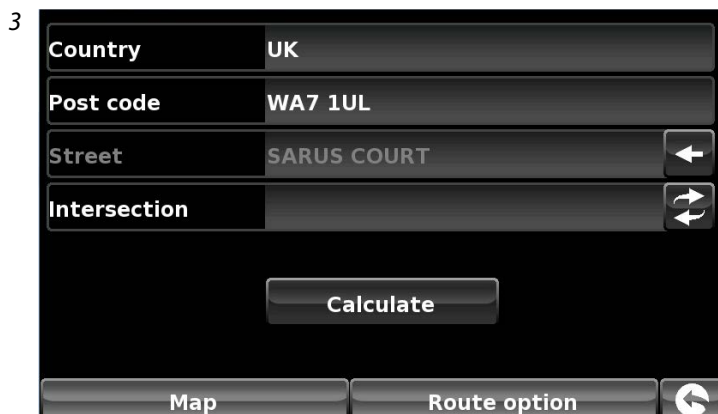 3
Country UK
Post code WA7 1UL
Street SARUS COURT
Intersection
Calculate
Map Route option